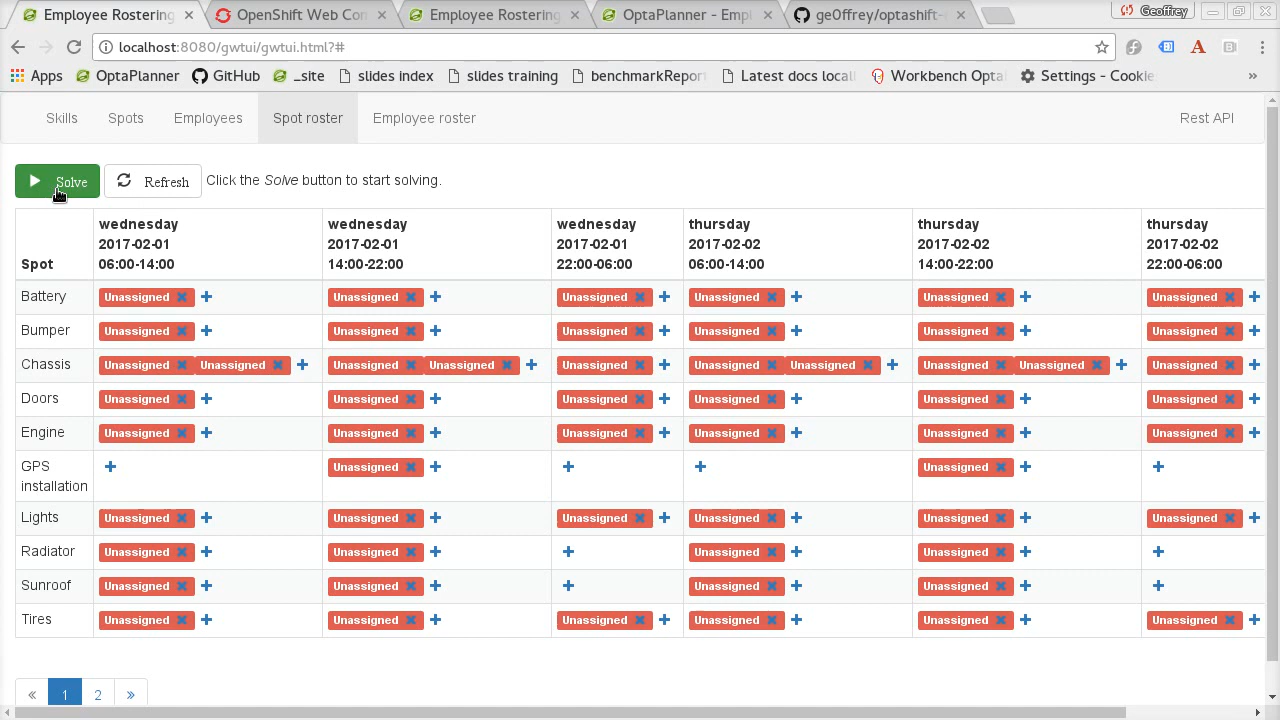 Employee Rostering
OpenShift Web Con
Employee Rostering
OptaPlanner - Empl
ge0ffrey/optashift-
Geoffrey
localhost:8080/gwtui/gwtui.html?#
Apps
OptaPlanner
GitHub
_site
slides index
slides training
benchmarkRepor
Latest docs local
Workbench Opta
Settings - Cookie
»
Skills
Spots
Employees
Spot roster
Employee roster
Rest API
Solve
Refresh
Click the Solve button to start solving.
Spot
wednesday
2017-02-01
06:00-14:00
wednesday
2017-02-01
14:00-22:00
wednesday
2017-02-01
22:00-06:00
thursday
2017-02-02
06:00-14:00
thursday
2017-02-02
14:00-22:00
thursday
2017-02-02
22:00-06:00
Battery Unassigned Unassigned Unassigned Unassigned Unassigned Unassigned
Bumper Unassigned Unassigned Unassigned Unassigned Unassigned Unassigned
Chassis Unassigned Unassigned Unassigned Unassigned Unassigned Unassigned Unassigned Unassigned Unassigned Unassigned
Doors Unassigned Unassigned Unassigned Unassigned Unassigned Unassigned
Engine Unassigned Unassigned Unassigned Unassigned Unassigned Unassigned
GPS
installation Unassigned Unassigned
Lights Unassigned Unassigned Unassigned Unassigned Unassigned Unassigned
Radiator Unassigned Unassigned Unassigned Unassigned
Sunroof Unassigned Unassigned Unassigned Unassigned
Tires Unassigned Unassigned Unassigned Unassigned Unassigned Unassigned
« 1 2 »